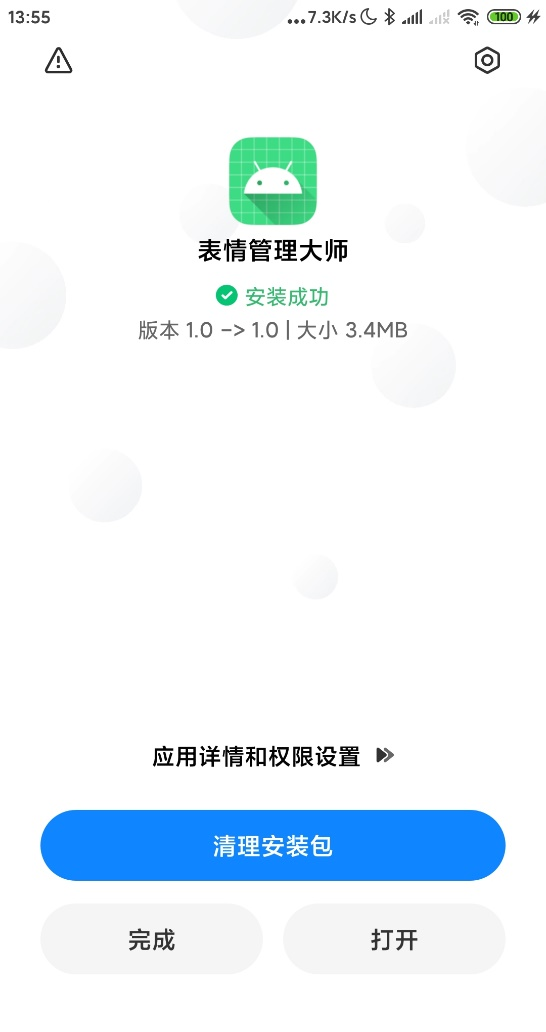 13:55
...7.3K/s
100
表情管理大师
安装成功
版本 1.0 -> 1.0 | 大小 3.4MB
应用详情和权限设置
清理安装包
完成
打开